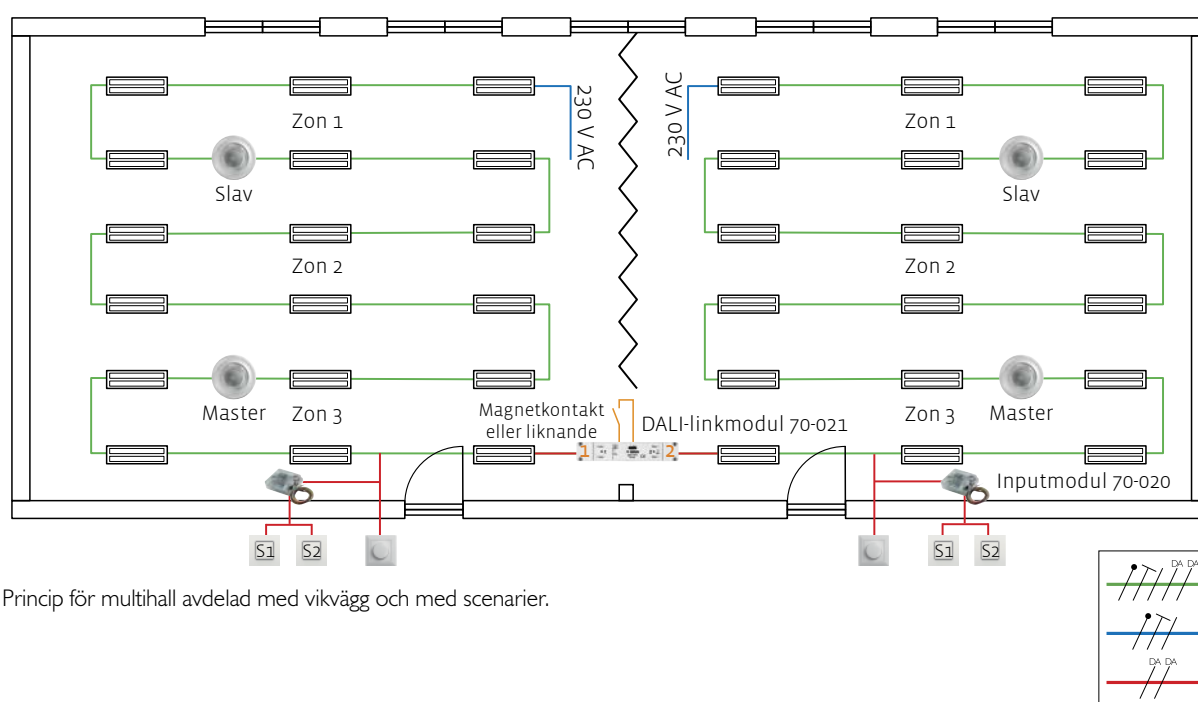 230 V AC
230 V AC
Zon 1
Zon 1
Slav
Slav
Zon 2
Zon 2
Master
Zon 3
Magnetkontakt
eller liknande
DALI-linkmodul 70-021
Zon 3
Master
1
2
Inputmodul 70-020
S1
S2
S1
S2
DA DA
Princip för multihall avdelad med vikvägg och med scenarier.
DA DA